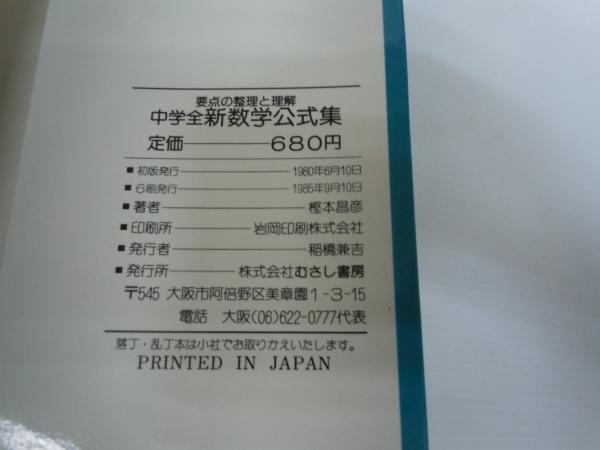 要点の整理と理解
中学全新数学公式集
定価 680円
■初版発行 1980年6月10日
■6刷発行 1985年9月10日
■著者 樫本昌彦
■印刷所 岩岡印刷株式会社
■発行者 稲橋兼吉
■発行所 株式会社むさし書房
〒545 大阪市阿倍野区美章園1-3-15
電話 大阪(06)622-0777代表
落丁・乱丁本は小社でお取りかえいたします。
PRINTED IN JAPAN